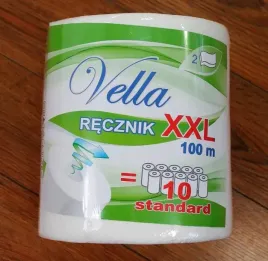 2
Vella
RĘCZNIK XXL
100 m
= 10
standard